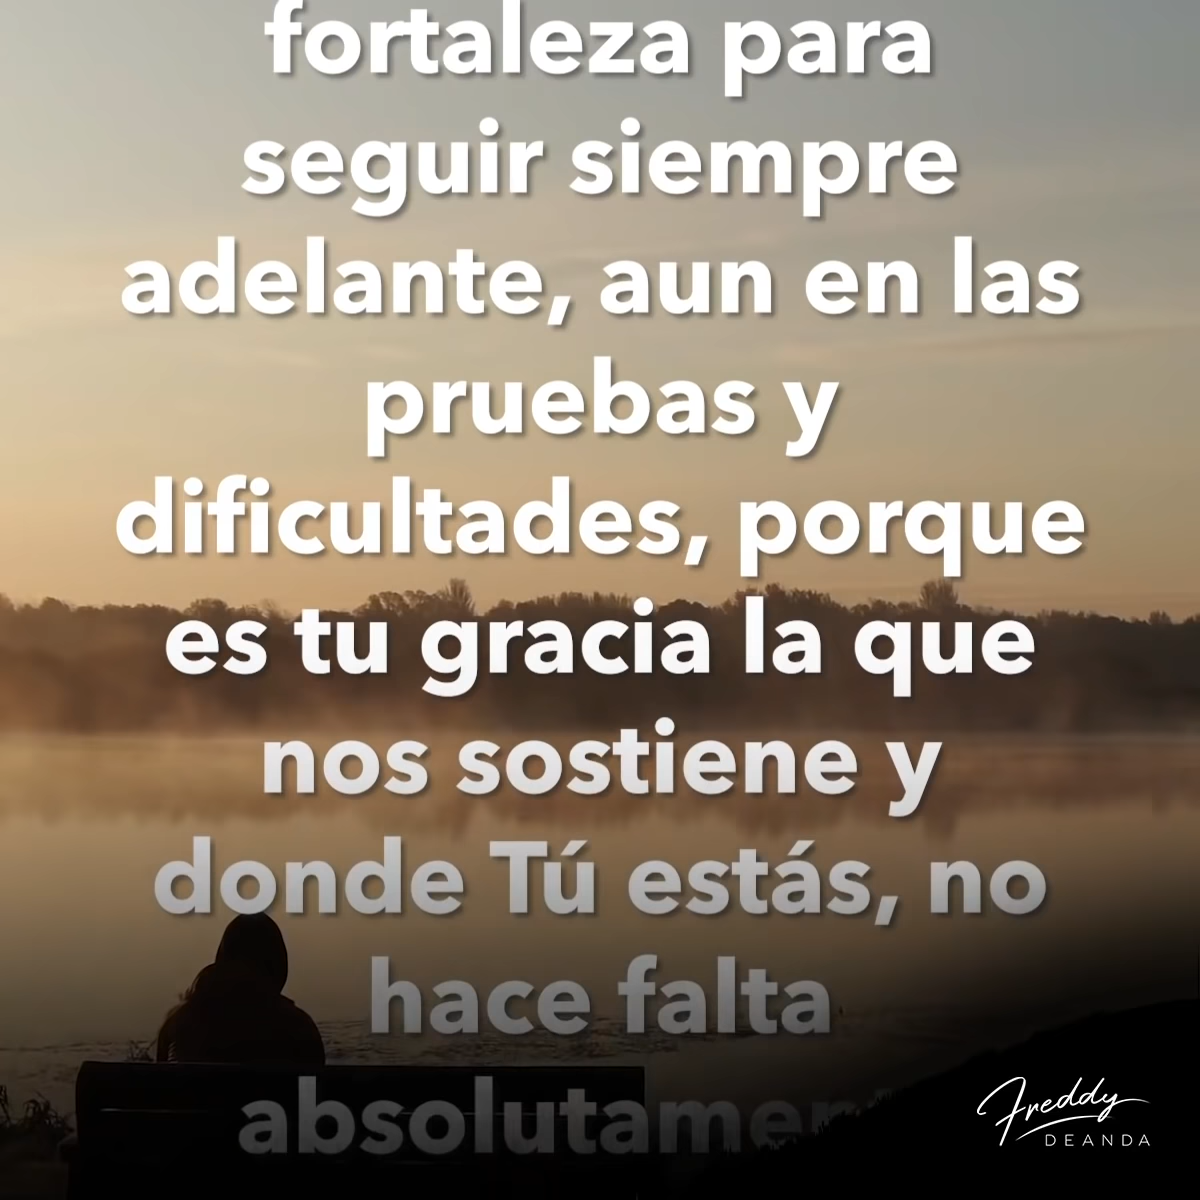 fortaleza para
seguir siempre
adelante, aun en las
pruebas y
dificultades, porque
es tu gracia la que
nos sostiene y
donde Tú estás, no
hace falta
Freddy
DEANDA